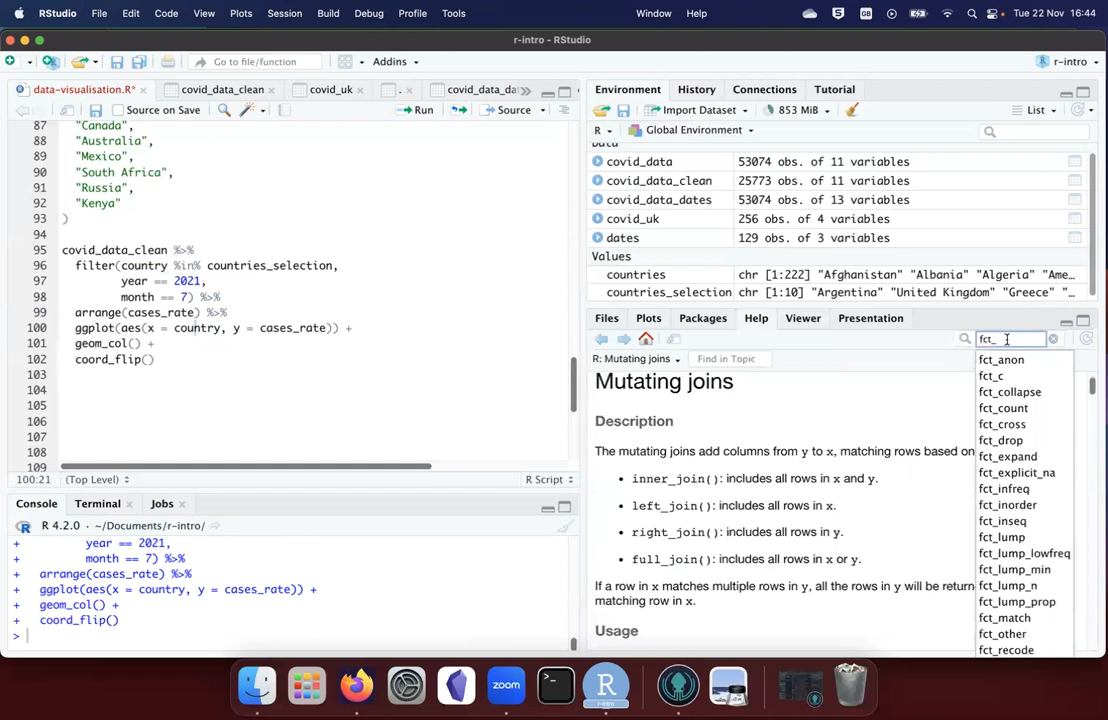 RStudio File Edit Code View Plots Session Build Debug Profile Tools Window Help Tue 22 Nov 16:44
r-intro - RStudio
Go to file/function Addins r-intro
data-visualisation.R* covid_data_clean covid_uk . covid_data_da
Source on Save Run Source
87 "Canada",
88 "Australia",
89 "Mexico",
90 "South Africa",
91 "Russia",
92 "Kenya"
93 )
94
95 covid_data_clean %>%
96 filter(country %in% countries_selection,
97 year == 2021,
98 month == 7) %>%
99 arrange(cases_rate) %>%
100 ggplot(aes(x = country, y = cases_rate)) +
101 geom_col() +
102 coord_flip()
103
104
105
106
107
108
109
100:21 (Top Level) R Script
Console Terminal Jobs
R 4.2.0 · ~/Documents/r-intro/
+ year == 2021,
+ month == 7) %>%
+ arrange(cases_rate) %>%
+ ggplot(aes(x = country, y = cases_rate)) +
+ geom_col() +
+ coord_flip()
>
Environment History Connections Tutorial
Import Dataset 853 MiB List
R Global Environment
Data
covid_data 53074 obs. of 11 variables
covid_data_clean 25773 obs. of 11 variables
covid_data_dates 53074 obs. of 13 variables
covid_uk 256 obs. of 4 variables
dates 129 obs. of 3 variables
Values
countries chr [1:222] "Afghanistan" "Albania" "Algeria" "Ame…
countries_selection chr [1:10] "Argentina" "United Kingdom" "Greece" "…
Files Plots Packages Help Viewer Presentation
fct_
R: Mutating joins Find in Topic
Mutating joins
Description
The mutating joins add columns from y to x, matching rows based on
• inner_join(): includes all rows in x and y.
• left_join(): includes all rows in x.
• right_join(): includes all rows in y.
• full_join(): includes all rows in x or y.
If a row in x matches multiple rows in y, all the rows in y will be return
matching row in x.
Usage
fct_anon
fct_c
fct_collapse
fct_count
fct_cross
fct_drop
fct_expand
fct_explicit_na
fct_infreq
fct_inorder
fct_inseq
fct_lump
fct_lump_lowfreq
fct_lump_min
fct_lump_n
fct_lump_prop
fct_match
fct_other
fct_recode
zoom
R
r-intro